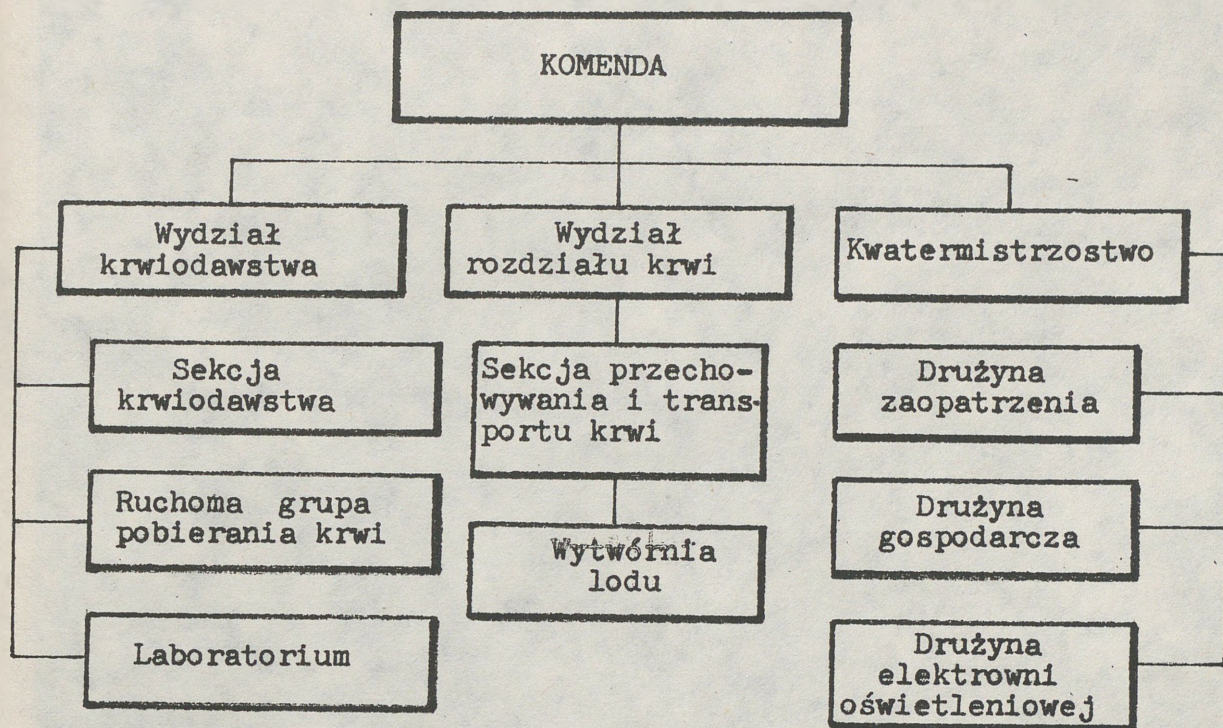 KOMENDA
Wydział
krwiodawstwa
Wydział
rozdziału krwi
Kwatermistrzostwo
Sekcja
krwiodawstwa
Sekcja przecho-
wywania i trans-
portu krwi
Drużyna
zaopatrzenia
Ruchoma grupa
pobierania krwi
Wytwórnia
lodu
Drużyna
gospodarcza
Laboratorium
Drużyna
elektrowni
oświetleniowej